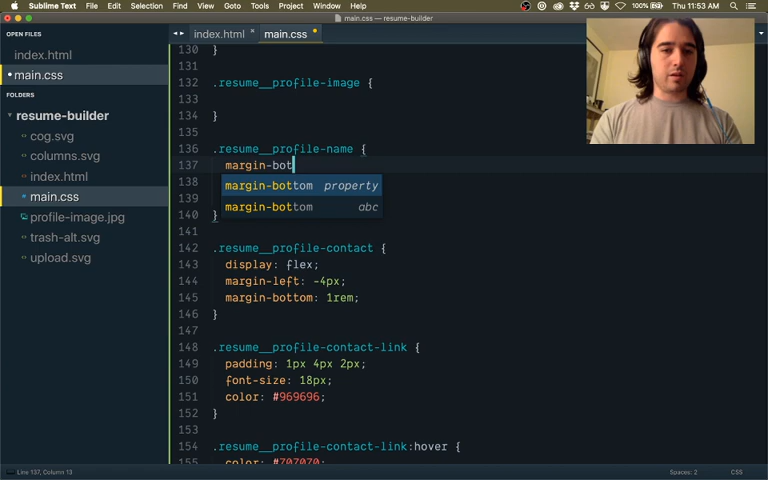 Sublime Text File Edit Selection Find View Goto Tools Project Window Help 100% Thu 11:53 AM
main.css — resume-builder
OPEN FILES
index.html
main.css
FOLDERS
resume-builder
cog.svg
columns.svg
index.html
main.css
profile-image.jpg
trash-alt.svg
upload.svg
index.html main.css
130 }
131
132 .resume__profile-image {
133
134 }
135
136 .resume__profile-name {
137 margin-bot
138 margin-bottom property
139 margin-bottom abc
140 }
141
142 .resume__profile-contact {
143 display: flex;
144 margin-left: -4px;
145 margin-bottom: 1rem;
146 }
147
148 .resume__profile-contact-link {
149 padding: 1px 4px 2px;
150 font-size: 18px;
151 color: #969696;
152 }
153
154 .resume__profile-contact-link:hover {
155 color: #707070;
Line 137, Column 13 Spaces: 2 CSS